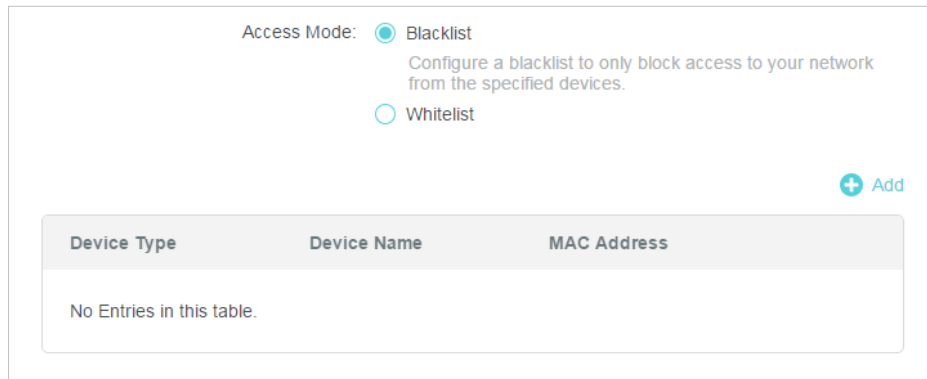 Access Mode: Blacklist
Configure a blacklist to only block access to your network
from the specified devices.
Whitelist
Add
Device Type Device Name MAC Address
No Entries in this table.